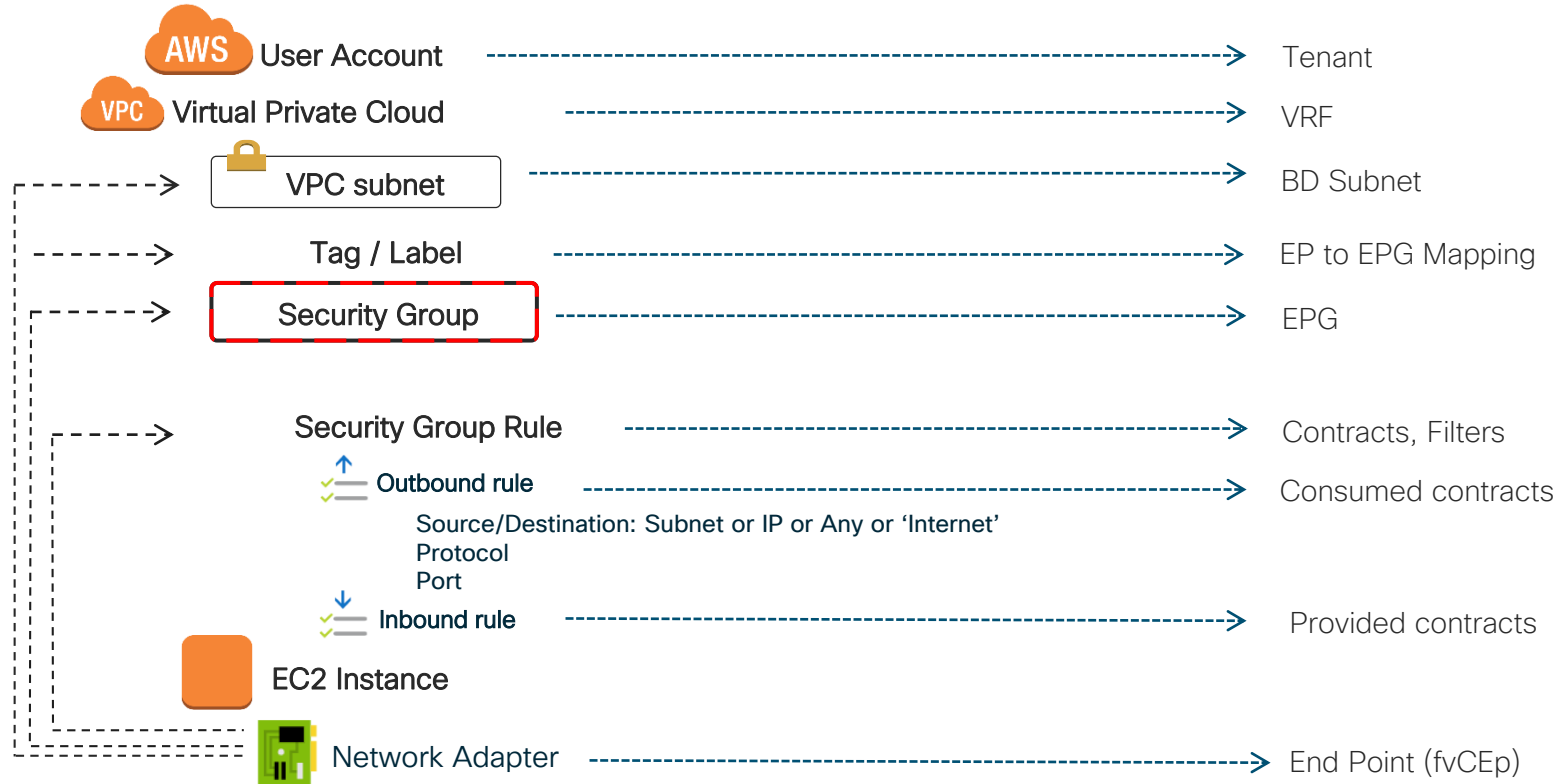 AWS User Account Tenant
VPC Virtual Private Cloud VRF
VPC subnet BD Subnet
Tag / Label EP to EPG Mapping
Security Group EPG
Security Group Rule Contracts, Filters
Outbound rule Consumed contracts
Source/Destination: Subnet or IP or Any or ‘Internet’
Protocol
Port
Inbound rule Provided contracts
EC2 Instance
Network Adapter End Point (fvCEp)